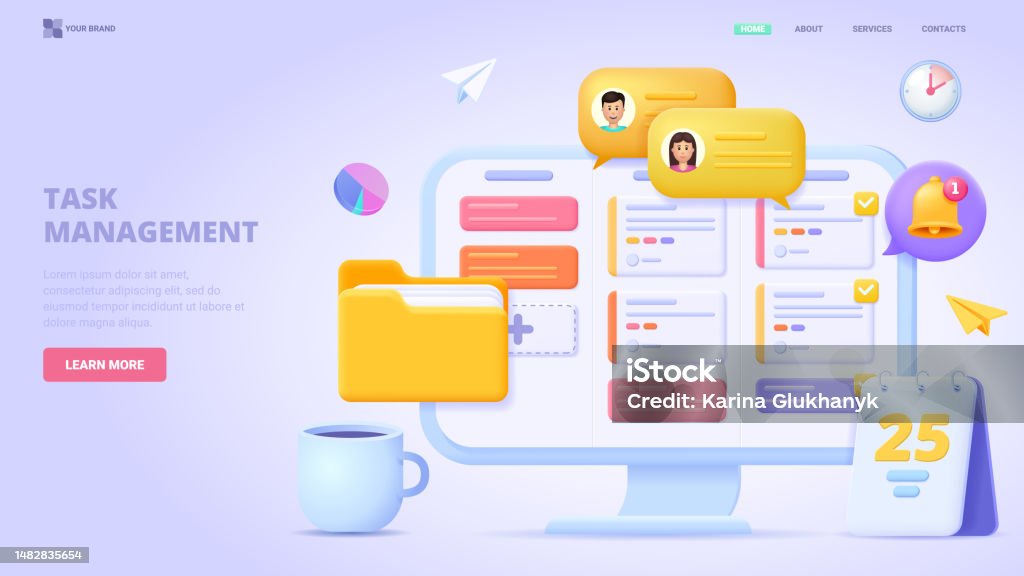 YOUR BRAND
HOME ABOUT SERVICES CONTACTS
1
TASK
MANAGEMENT
Lorem ipsum dolor sit amet,
consectetur adipiscing elit, sed do
eiusmod tempor incididunt ut labore et
dolore magna aliqua.
LEARN MORE
iStock™
Credit: Karina Glukhanyk
25
1482835654